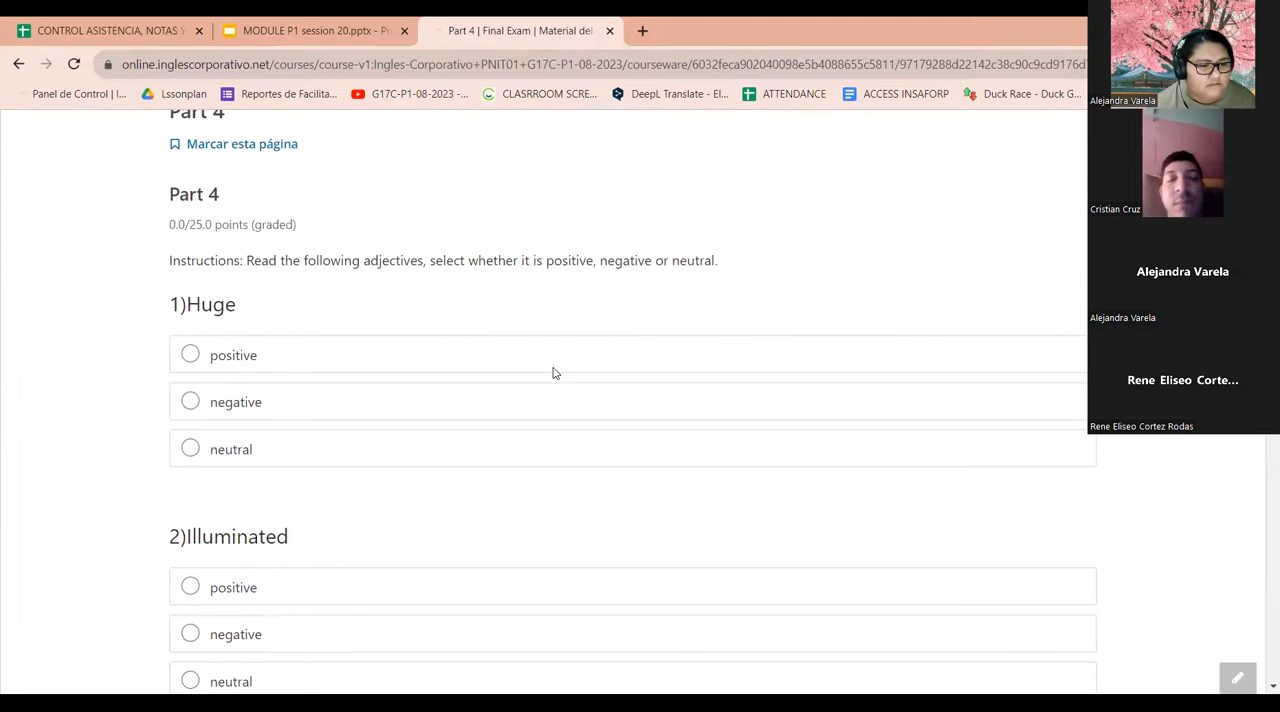 CONTROL ASISTENCIA, NOTAS Y
MODULE P1 session 20.pptx - Pr
Part 4 | Final Exam | Material del
online.inglescorporativo.net/courses/course-v1:Ingles-Corporativo+PNIT01+G17C-P1-08-2023/courseware/6032feca902040098e5b4088655c5811/97179288d22142c38c90c9cd9176d7
Panel de Control | I...
Lssonplan
Reportes de Facilita...
G17C-P1-08-2023 -...
CLASRROOM SCRE...
DeepL Translate - El...
ATTENDANCE
ACCESS INSAFORP
Duck Race - Duck G...
Part 4
Marcar esta página
Part 4
0.0/25.0 points (graded)
Instructions: Read the following adjectives, select whether it is positive, negative or neutral.
1)Huge
positive
negative
neutral
2)Illuminated
positive
negative
neutral
Alejandra Varela
Cristian Cruz
Alejandra Varela
Alejandra Varela
Rene Eliseo Corte...
Rene Eliseo Cortez Rodas